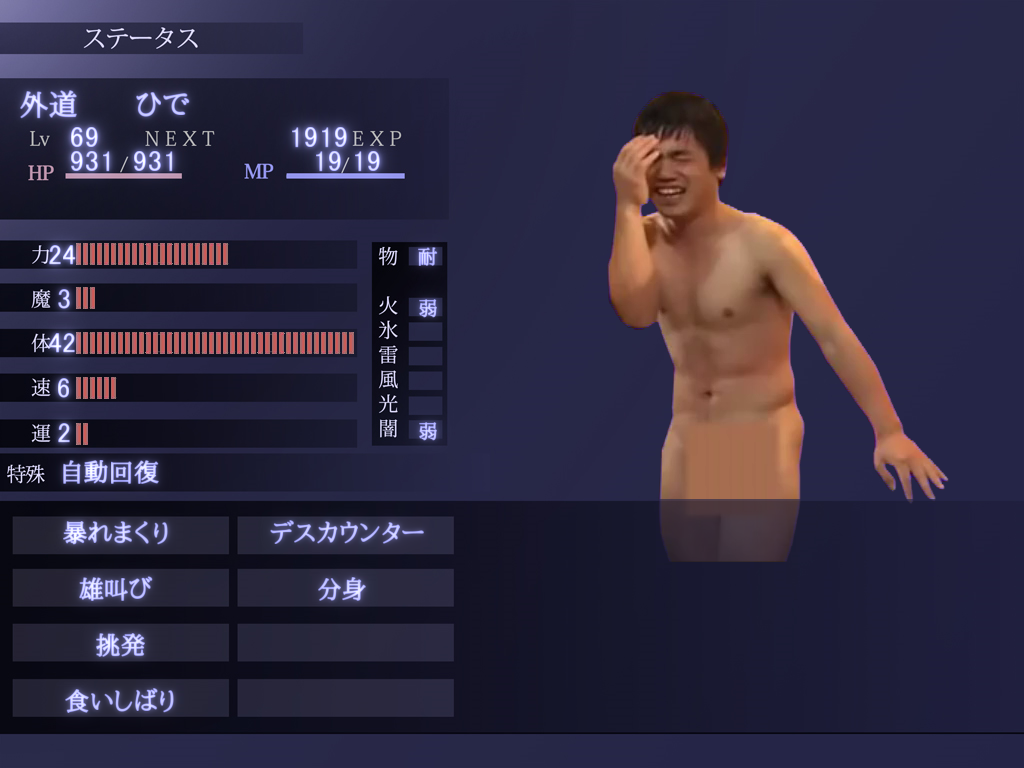 ステータス
外道 ひで
Lv 69 NEXT 1919EXP
HP 931/931 MP 19/19
力24
魔 3
体42
速 6
運 2
物 耐
火 弱
氷
雷
風
光
闇 弱
特殊 自動回復
暴れまくり デスカウンター
雄叫び 分身
挑発
食いしばり